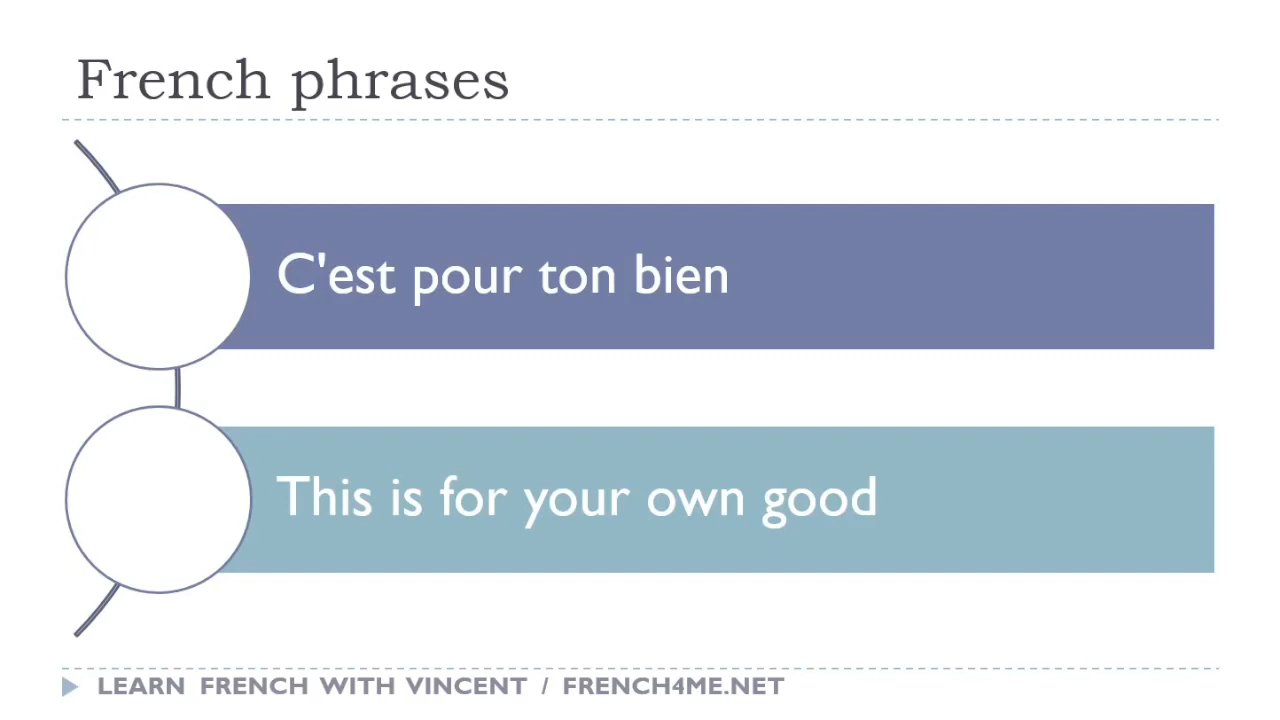 French phrases
C'est pour ton bien
This is for your own good
LEARN FRENCH WITH VINCENT / FRENCH4ME.NET